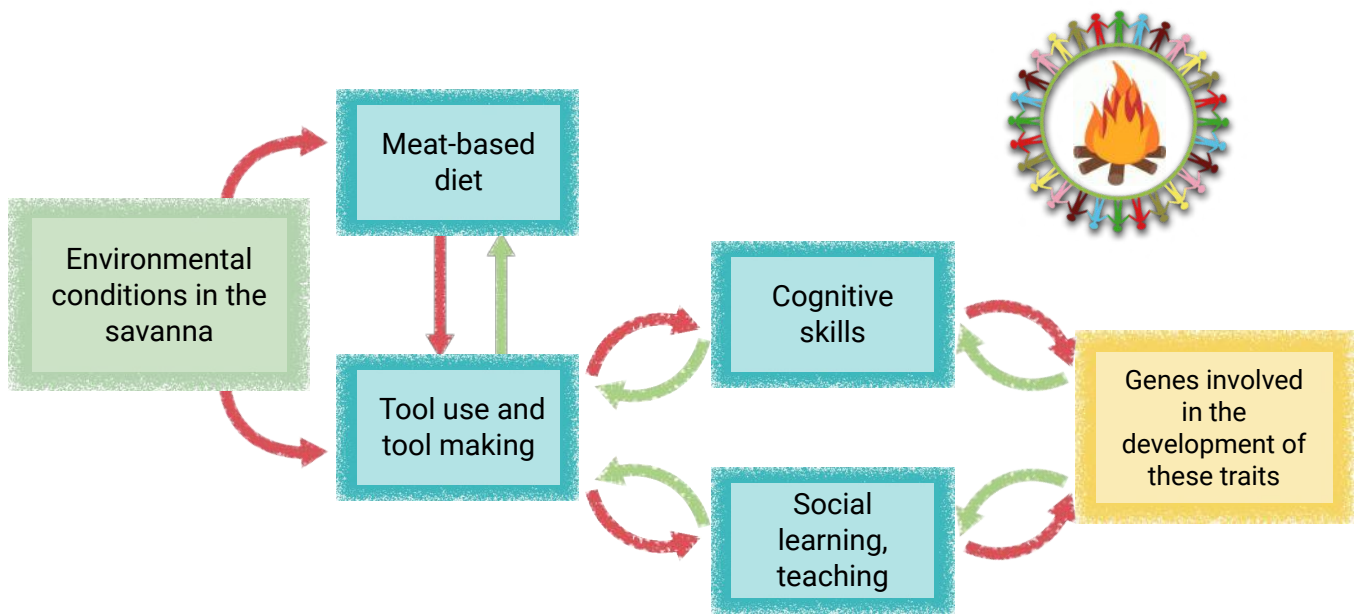 Meat-based
diet
Environmental
conditions in the
savanna
Cognitive
skills
Tool use and
tool making
Genes involved
in the
development of
these traits
Social
learning,
teaching